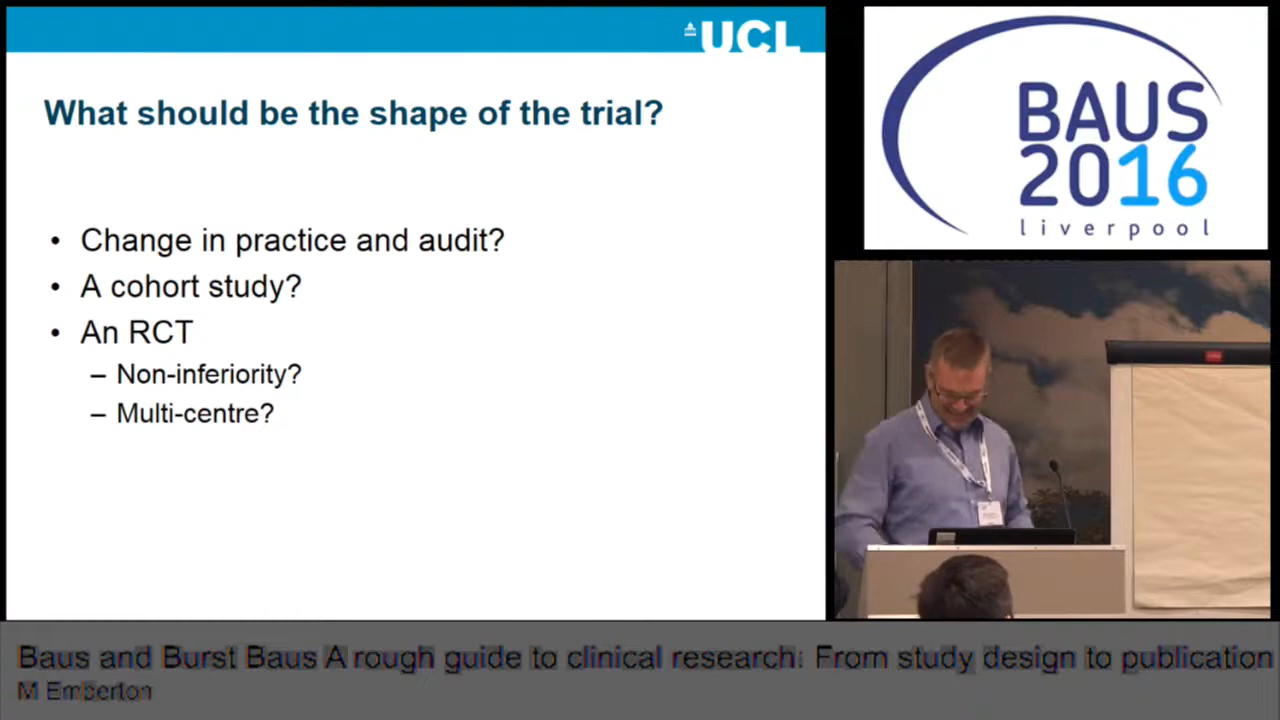 UCL
What should be the shape of the trial?
• Change in practice and audit?
• A cohort study?
• An RCT
– Non-inferiority?
– Multi-centre?
BAUS
2016
liverpool
Baus and Burst Baus A rough guide to clinical research: From study design to publication
M Emberton